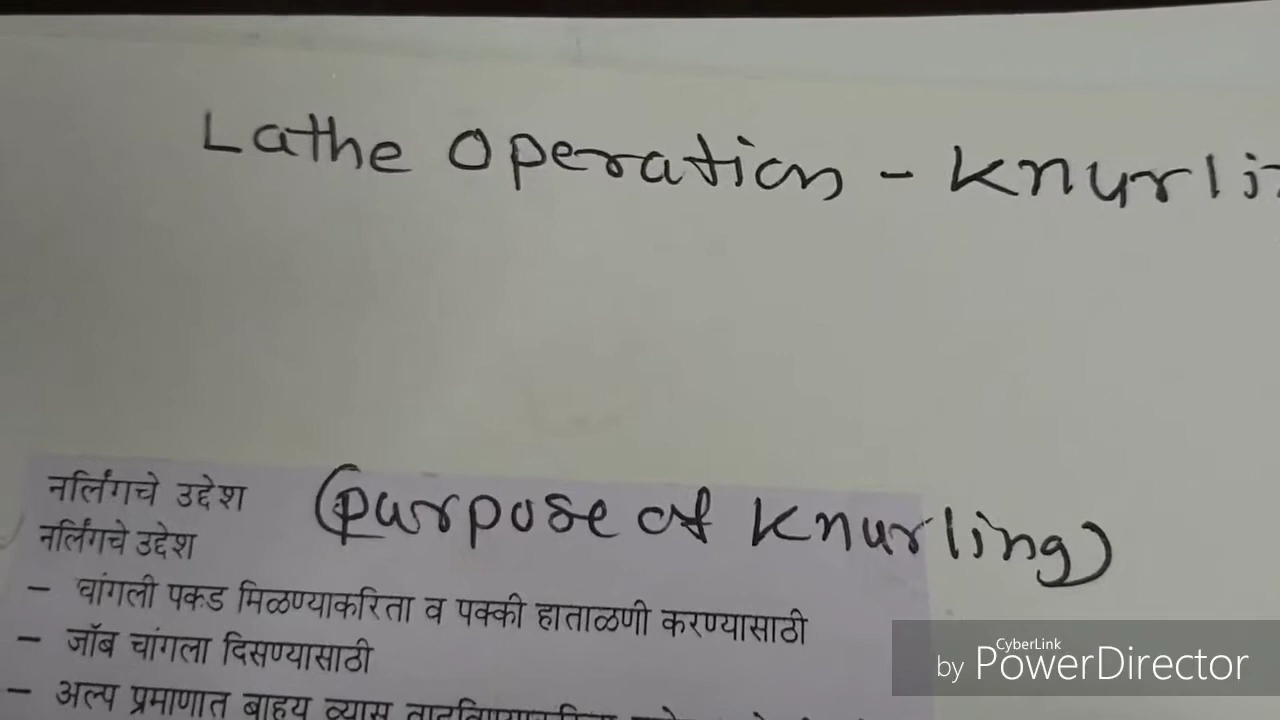 Lathe Operation - Knurli
नर्लिंगचे उद्देश (Purpose of Knurling)
नर्लिंगचे उद्देश
– चांगली पकड मिळण्याकरिता व पक्की हाताळणी करण्यासाठी
– जॉब चांगला दिसण्यासाठी
– अल्प प्रमाणात बाहय व्यास
CyberLink
by PowerDirector